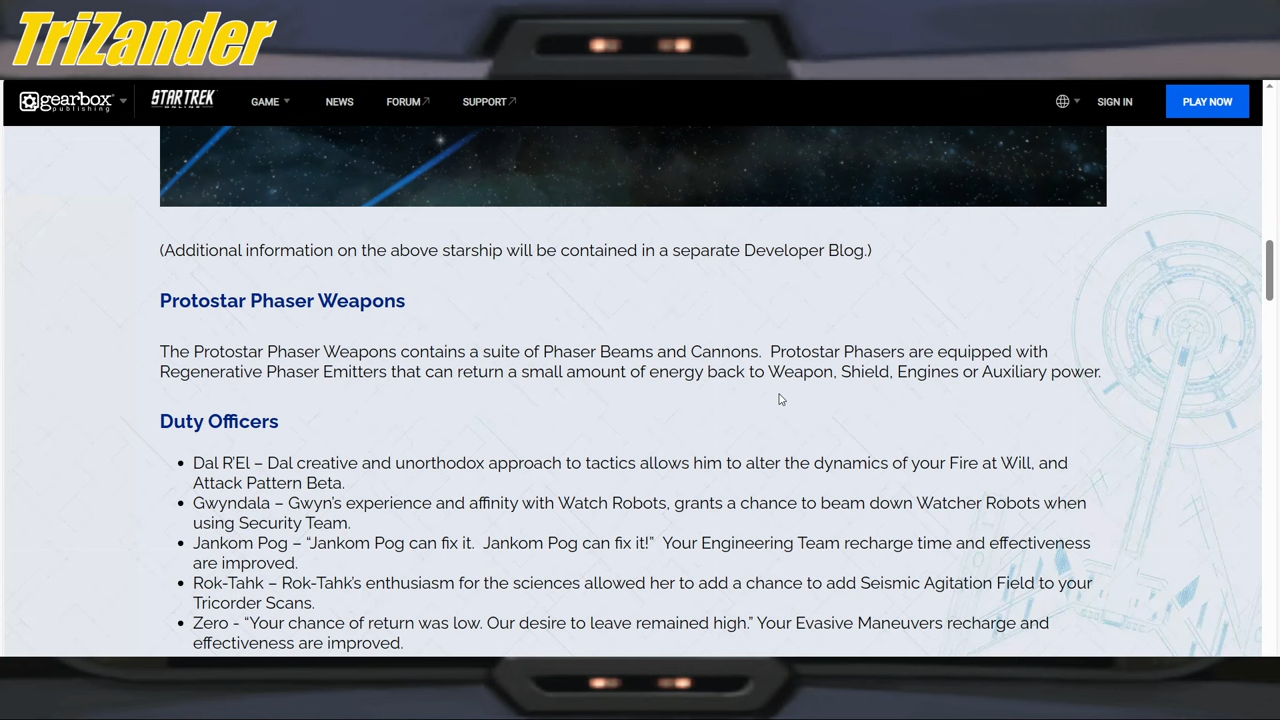 TriZander
gearbox publishing
STAR TREK ONLINE
GAME
NEWS
FORUM
SUPPORT
SIGN IN
PLAY NOW
(Additional information on the above starship will be contained in a separate Developer Blog.)
Protostar Phaser Weapons
The Protostar Phaser Weapons contains a suite of Phaser Beams and Cannons.  Protostar Phasers are equipped with
Regenerative Phaser Emitters that can return a small amount of energy back to Weapon, Shield, Engines or Auxiliary power.
Duty Officers
• Dal R'El – Dal creative and unorthodox approach to tactics allows him to alter the dynamics of your Fire at Will, and
Attack Pattern Beta.
• Gwyndala – Gwyn's experience and affinity with Watch Robots, grants a chance to beam down Watcher Robots when
using Security Team.
• Jankom Pog – “Jankom Pog can fix it.  Jankom Pog can fix it!”  Your Engineering Team recharge time and effectiveness
are improved.
• Rok-Tahk – Rok-Tahk's enthusiasm for the sciences allowed her to add a chance to add Seismic Agitation Field to your
Tricorder Scans.
• Zero - “Your chance of return was low. Our desire to leave remained high.” Your Evasive Maneuvers recharge and
effectiveness are improved.